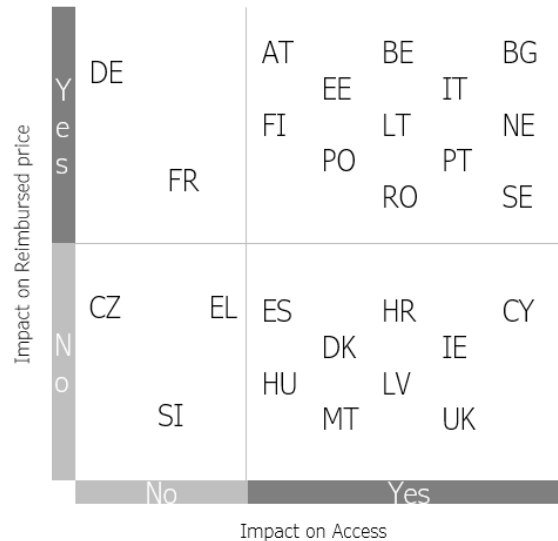 Impact on Reimbursed price
Yes
DE
FR
AT BE BG
EE IT
FI LT NE
PO PT
RO SE
No
CZ EL
SI
ES HR CY
DK IE
HU LV
MT UK
No Yes
Impact on Access